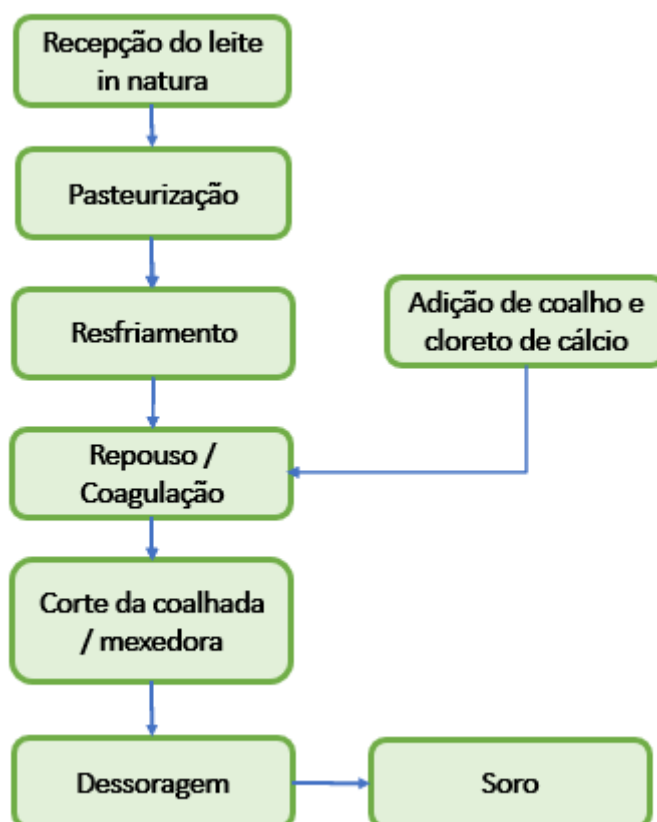 Recepção do leite
in natura
Pasteurização
Resfriamento
Adição de coalho e
cloreto de cálcio
Repouso /
Coagulação
Corte da coalhada
/ mexedora
Dessoragem
Soro